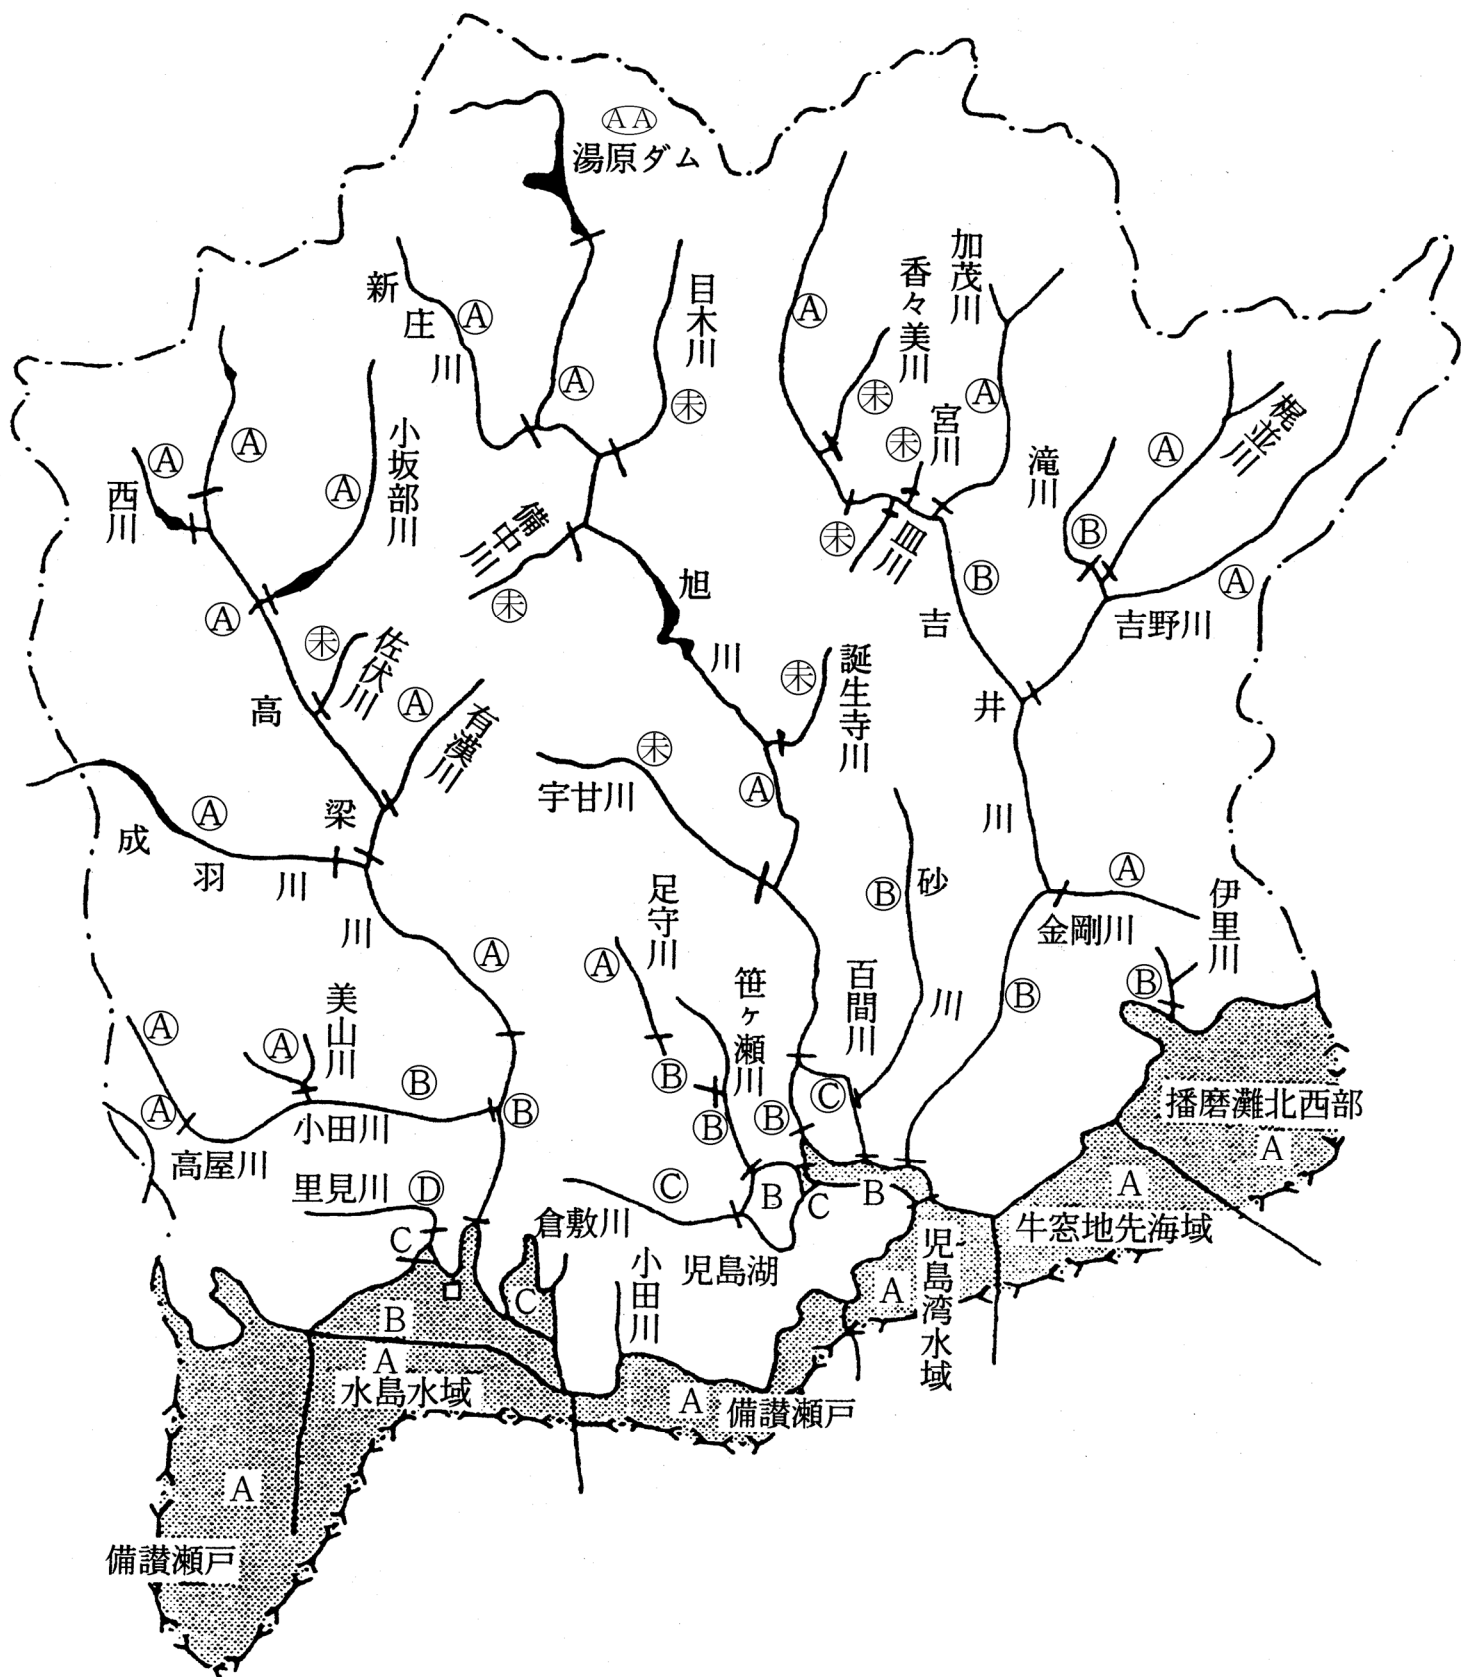 ⒶⒶ
湯原ダム
新庄川
Ⓐ
Ⓐ
目木川
㊍
Ⓐ
加茂川
香々美川
Ⓐ
宮川
滝川
Ⓐ
梶並川
Ⓑ
Ⓐ
吉野川
Ⓐ
西川
Ⓐ
小坂部川
Ⓐ
備中川
旭川
皿川
Ⓑ
吉井川
Ⓐ
佐伏川
Ⓐ
有漢川
高梁川
誕生寺川
宇甘川
Ⓐ
成羽川
Ⓐ
足守川
Ⓐ
Ⓑ
笹ヶ瀬川
Ⓑ
百間川
Ⓒ
Ⓑ
砂川
Ⓑ
Ⓑ
金剛川
Ⓐ
伊里川
Ⓑ
Ⓐ
美山川
Ⓐ
Ⓐ
Ⓐ
高屋川
小田川
Ⓑ
Ⓑ
里見川
Ⓓ
C
倉敷川
Ⓒ
児島湖
B
C
B
小田川
C
B
A
水島水域
A
備讃瀬戸
A
備讃瀬戸
A
児島湾水域
A
牛窓地先海域
播磨灘北西部
A